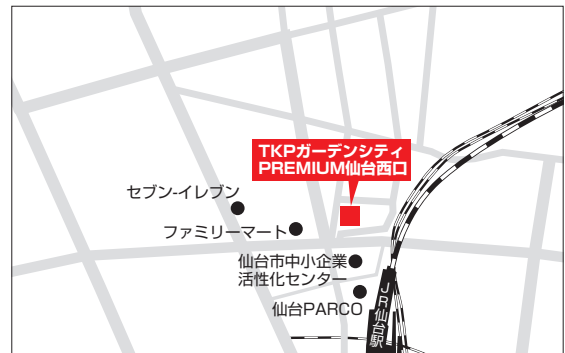 TKPガーデンシティ
PREMIUM仙台西口
セブン-イレブン
ファミリーマート
仙台市中小企業
活性化センター
仙台PARCO
JR仙台駅